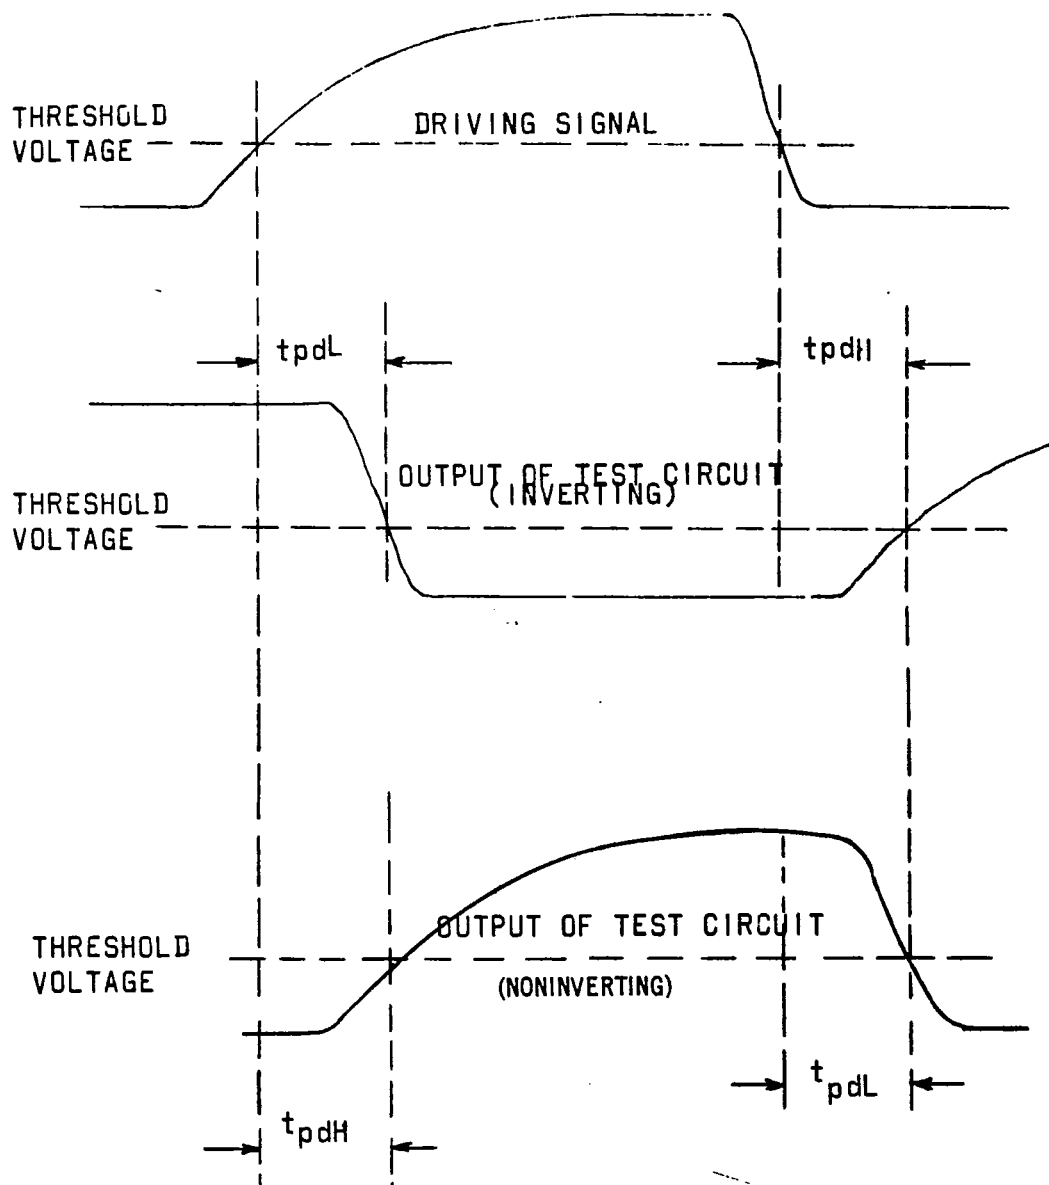 THRESHOLD
VOLTAGE
DRIVING SIGNAL
tpdL
tpdH
OUTPUT OF TEST CIRCUIT
(INVERTING)
THRESHOLD
VOLTAGE
OUTPUT OF TEST CIRCUIT
THRESHOLD
VOLTAGE
(NONINVERTING)
tpdL
tpdH